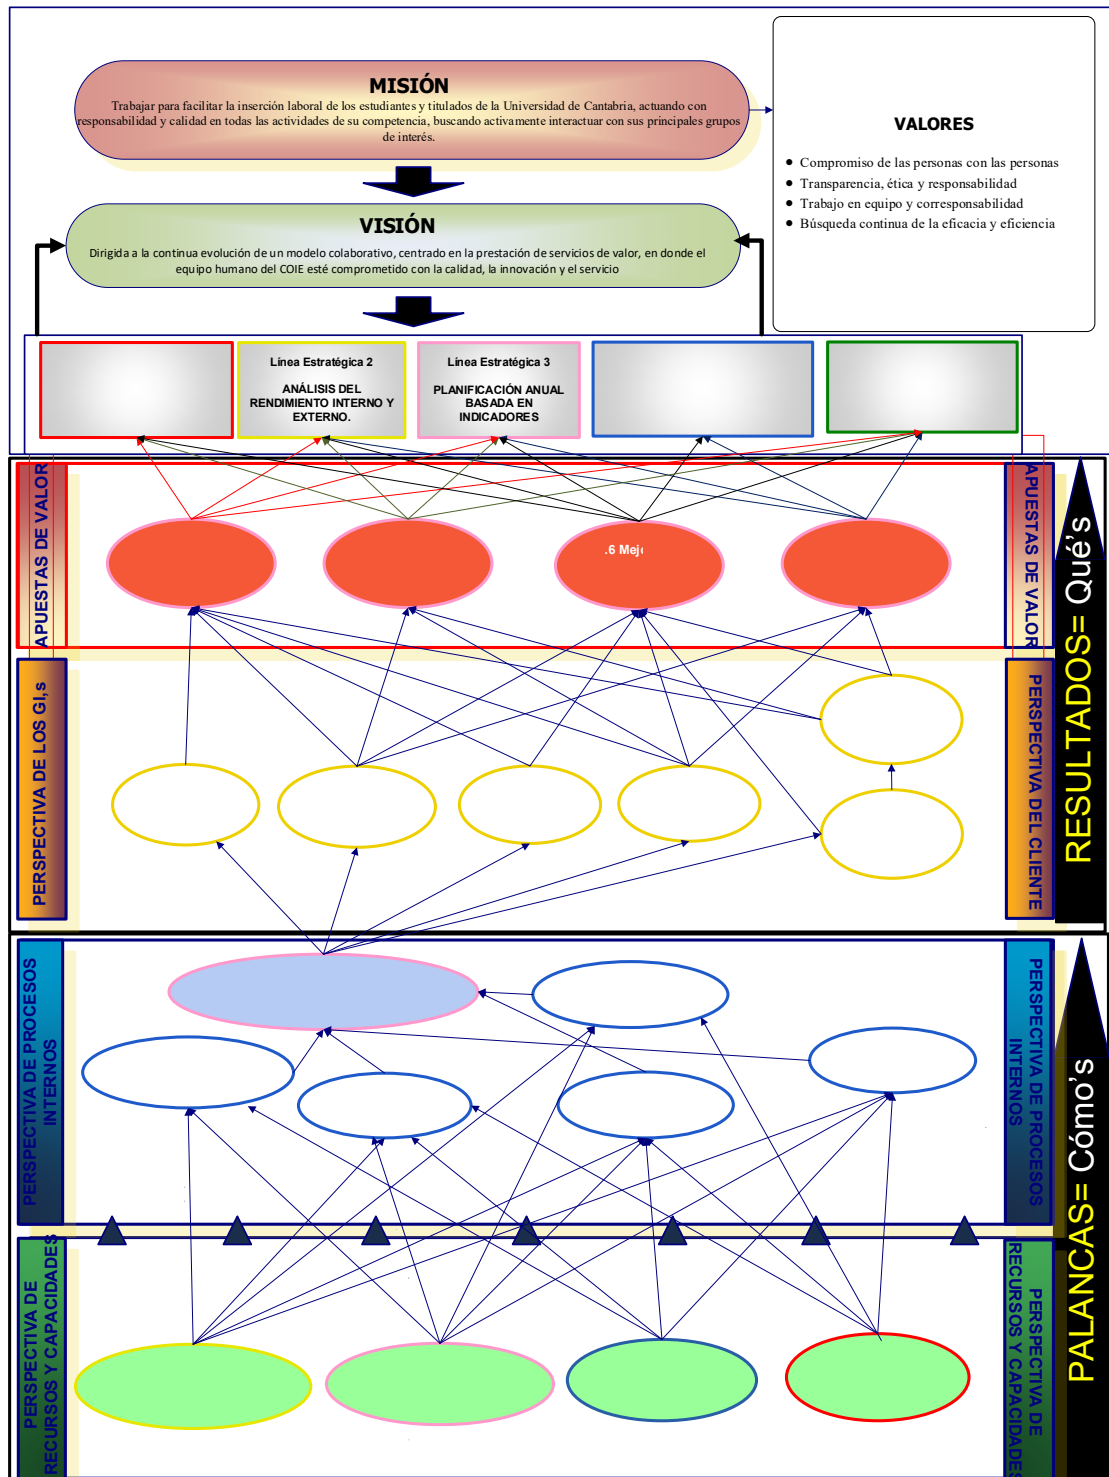 MISIÓN
Trabajar para facilitar la inserción laboral de los estudiantes y titulados de la Universidad de Cantabria, actuando con
responsabilidad y calidad en todas las actividades de su competencia, buscando activamente interactuar con sus principales grupos
de interés.
VALORES
● Compromiso de las personas con las personas
● Transparencia, ética y responsabilidad
● Trabajo en equipo y corresponsabilidad
● Búsqueda continua de la eficacia y eficiencia
VISIÓN
Dirigida a la continua evolución de un modelo colaborativo, centrado en la prestación de servicios de valor, en donde el
equipo humano del COIE esté comprometido con la calidad, la innovación y el servicio
Línea Estratégica 2
ANÁLISIS DEL
RENDIMIENTO INTERNO Y
EXTERNO.
Línea Estratégica 3
PLANIFICACIÓN ANUAL
BASADA EN
INDICADORES
APUESTAS DE VALOR
.6 Mej
APUESTAS DE VALOR
RESULTADOS= Qué's
PERSPECTIVA DE LOS GI,s
PERSPECTIVA DEL CLIENTE
PERSPECTIVA DE PROCESOS
INTERNOS
PERSPECTIVA DE PROCESOS
INTERNOS
PALANCAS= Cómo's
PERSPECTIVA DE
RECURSOS Y CAPACIDADES
PERSPECTIVA DE
RECURSOS Y CAPACIDADES